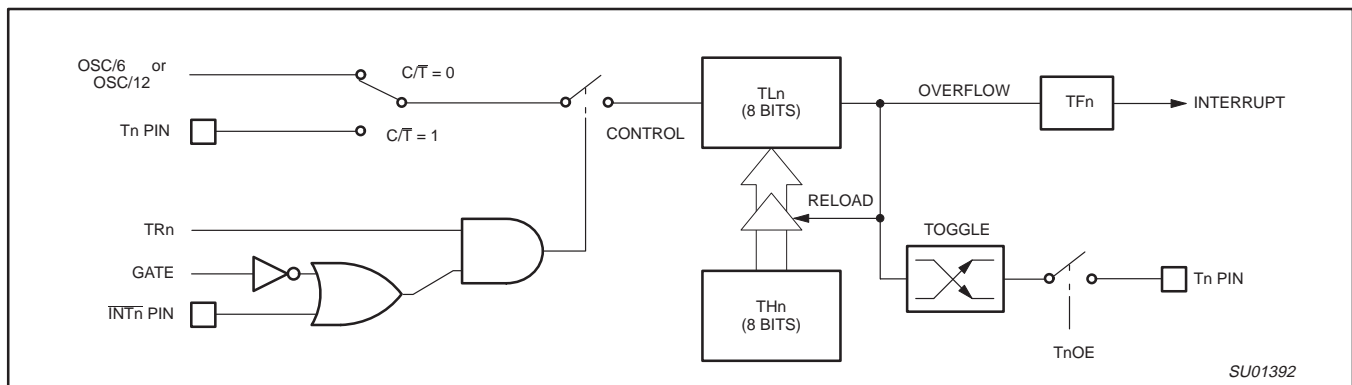 OSC/6 or
OSC/12
C/T̅ = 0
Tn PIN
C/T̅ = 1
CONTROL
TLn
(8 BITS)
OVERFLOW
TFn
INTERRUPT
RELOAD
TRn
GATE
I̅N̅T̅n̅ PIN
THn
(8 BITS)
TOGGLE
Tn PIN
TnOE
SU01392